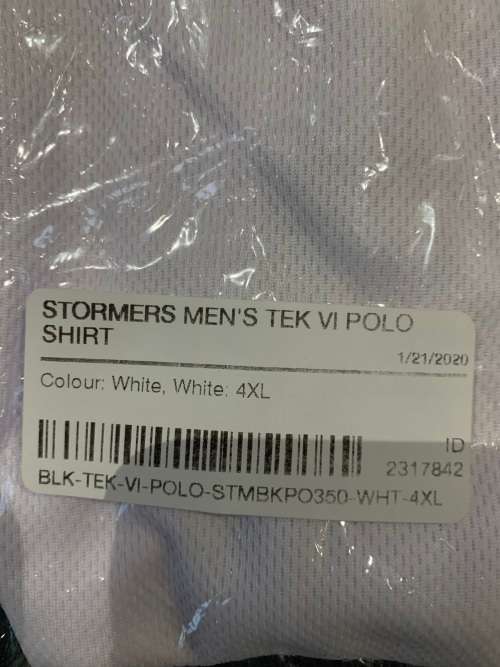 STORMERS MEN'S TEK VI POLO
SHIRT
1/21/2020
Colour: White, White: 4XL
ID
2317842
BLK-TEK-VI-POLO-STMBKPO350-WHT-4XL